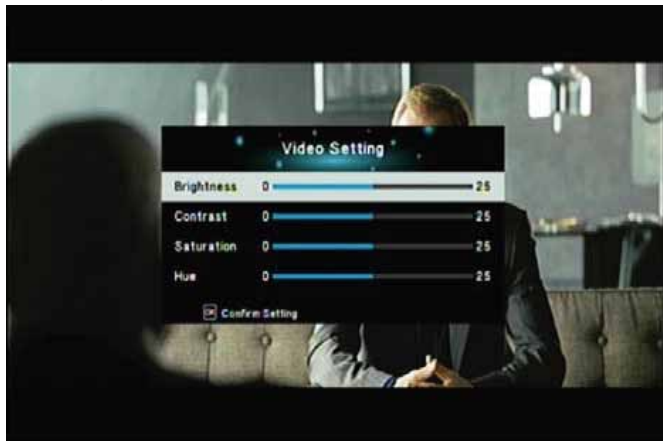 Video Setting
Brightness 0 25
Contrast 0 25
Saturation 0 25
Hue 0 25
OK Confirm Setting